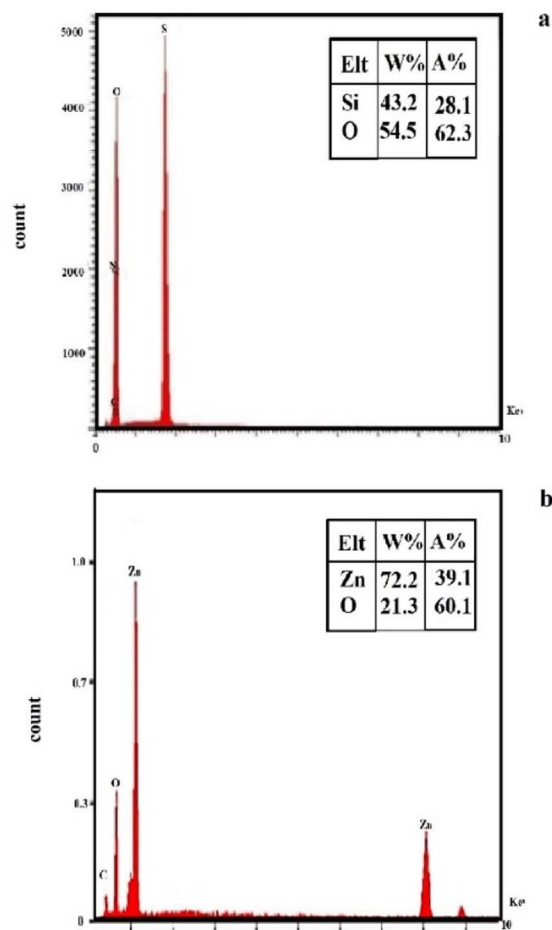 a
5000
S
Elt W% A%
Si 43.2 28.1
O 54.5 62.3
4000
O
3000
count
2000
1000
0
10
b
Elt W% A%
Zn 72.2 39.1
O 21.3 60.1
1.0
Zn
0.7
count
0.3
O
Zn
C
0
10